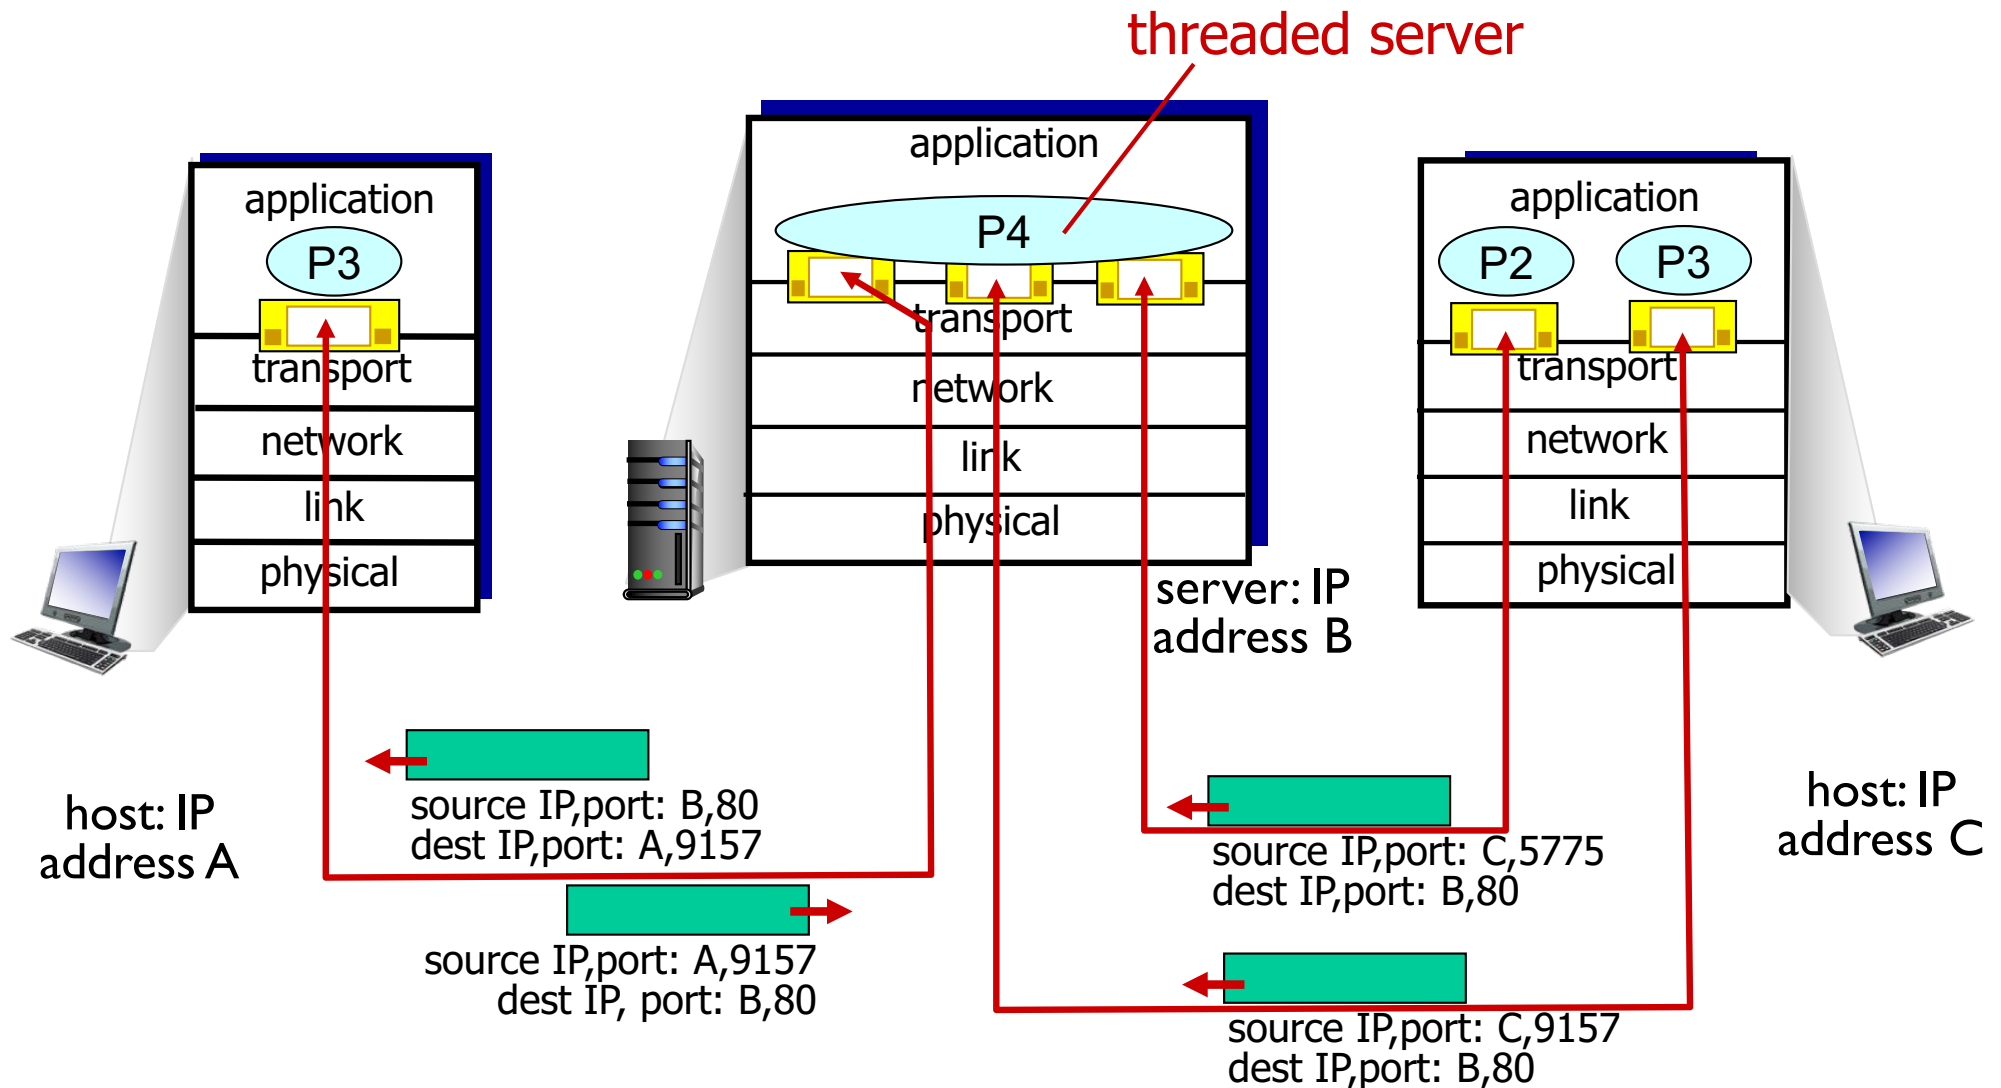 threaded server
application
P3
transport
network
link
physical
host: IP
address A
application
P4
transport
network
link
physical
server: IP
address B
application
P2
P3
transport
network
link
physical
host: IP
address C
source IP,port: B,80
dest IP,port: A,9157
source IP,port: A,9157
dest IP, port: B,80
source IP,port: C,5775
dest IP,port: B,80
source IP,port: C,9157
dest IP,port: B,80